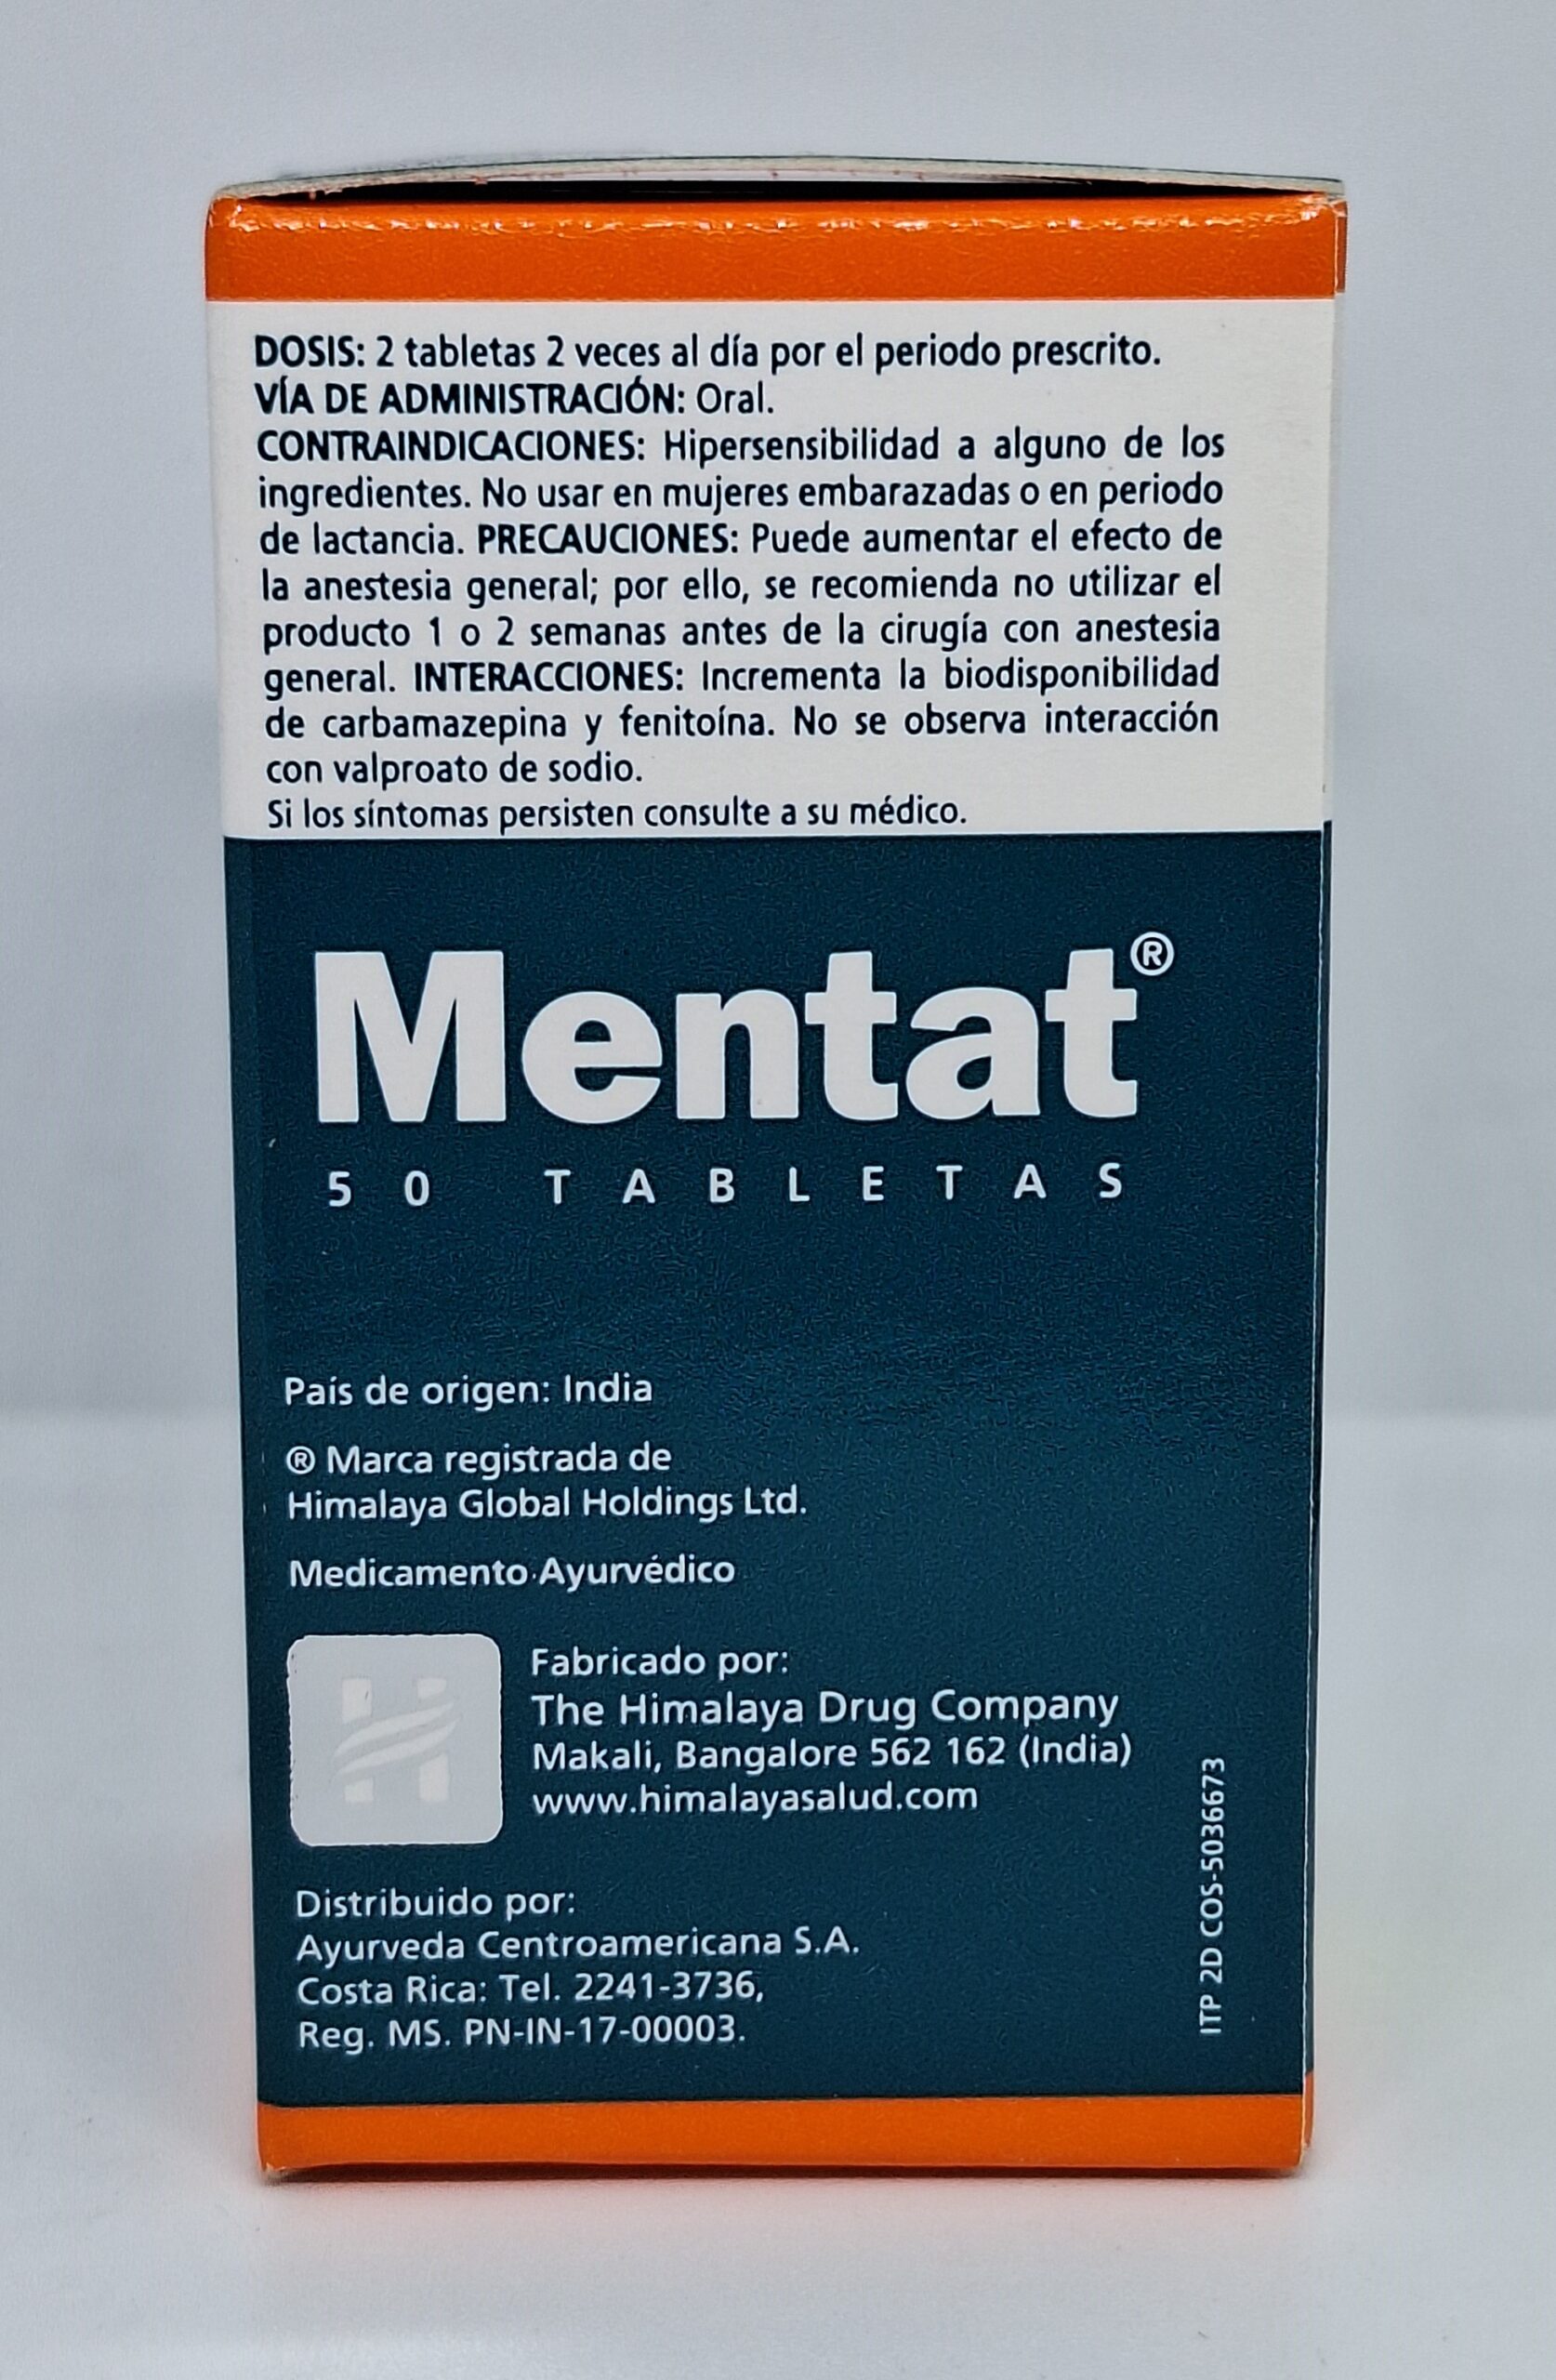 DOSIS: 2 tabletas 2 veces al día por el periodo prescrito.
VÍA DE ADMINISTRACIÓN: Oral.
CONTRAINDICACIONES: Hipersensibilidad a alguno de los
ingredientes. No usar en mujeres embarazadas o en periodo
de lactancia. PRECAUCIONES: Puede aumentar el efecto de
la anestesia general; por ello, se recomienda no utilizar el
producto 1 o 2 semanas antes de la cirugía con anestesia
general. INTERACCIONES: Incrementa la biodisponibilidad
de carbamazepina y fenitoína. No se observa interacción
con valproato de sodio.
Si los síntomas persisten consulte a su médico.
Mentat®
50 TABLETAS
País de origen: India
® Marca registrada de
Himalaya Global Holdings Ltd.
Medicamento Ayurvédico
Fabricado por:
The Himalaya Drug Company
Makali, Bangalore 562 162 (India)
www.himalayasalud.com
Distribuido por:
Ayurveda Centroamericana S.A.
Costa Rica: Tel. 2241-3736,
Reg. MS. PN-IN-17-00003.
ITP 2D COS-5036673